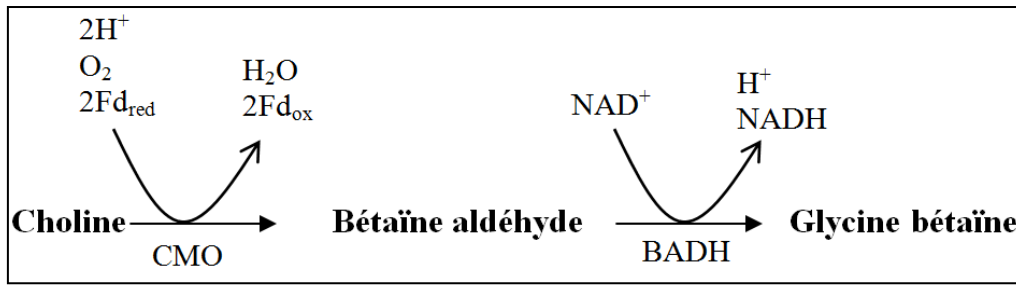 2H⁺
O₂
2Fd_red
H₂O
2Fd_ox
NAD⁺
H⁺
NADH
Choline
CMO
Bétaïne aldéhyde
BADH
Glycine bétaïne